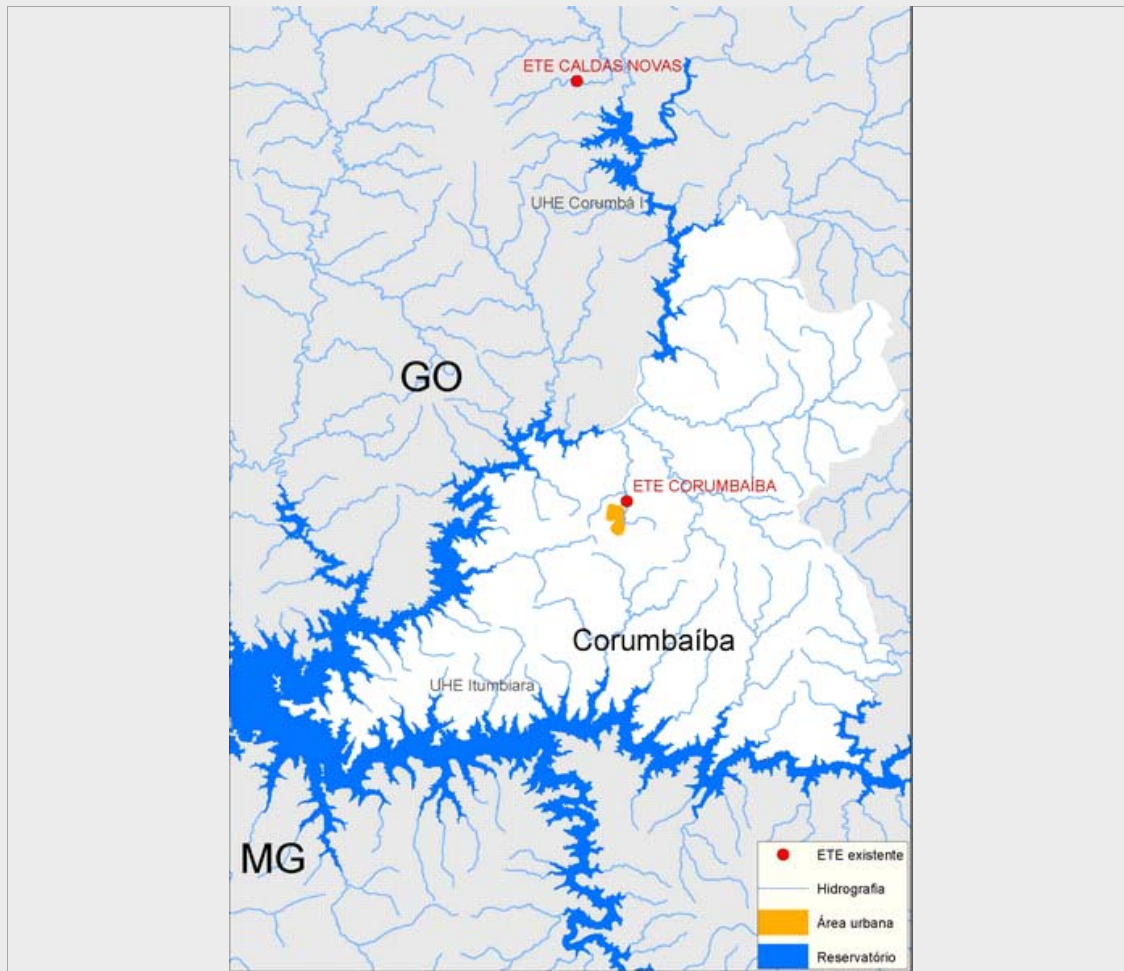 ETE CALDAS NOVAS
UHE Corumbá I
GO
ETE CORUMBAÍBA
Corumbaíba
UHE Itumbiara
MG
ETE existente
Hidrografia
Área urbana
Reservatório